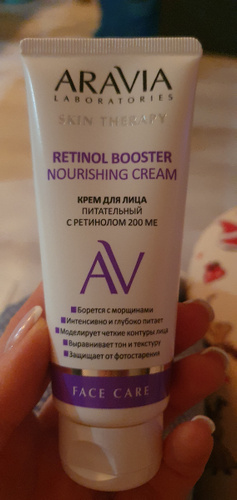 ARAVIA
LABORATORIES
SKIN THERAPY
RETINOL BOOSTER
NOURISHING CREAM
КРЕМ ДЛЯ ЛИЦА
ПИТАТЕЛЬНЫЙ
С РЕТИНОЛОМ 200 МЕ
AV
Борется с морщинами
Интенсивно и глубоко питает
Моделирует четкие контуры лица
Выравнивает тон и текстуру
Защищает от фотостарения
FACE CARE